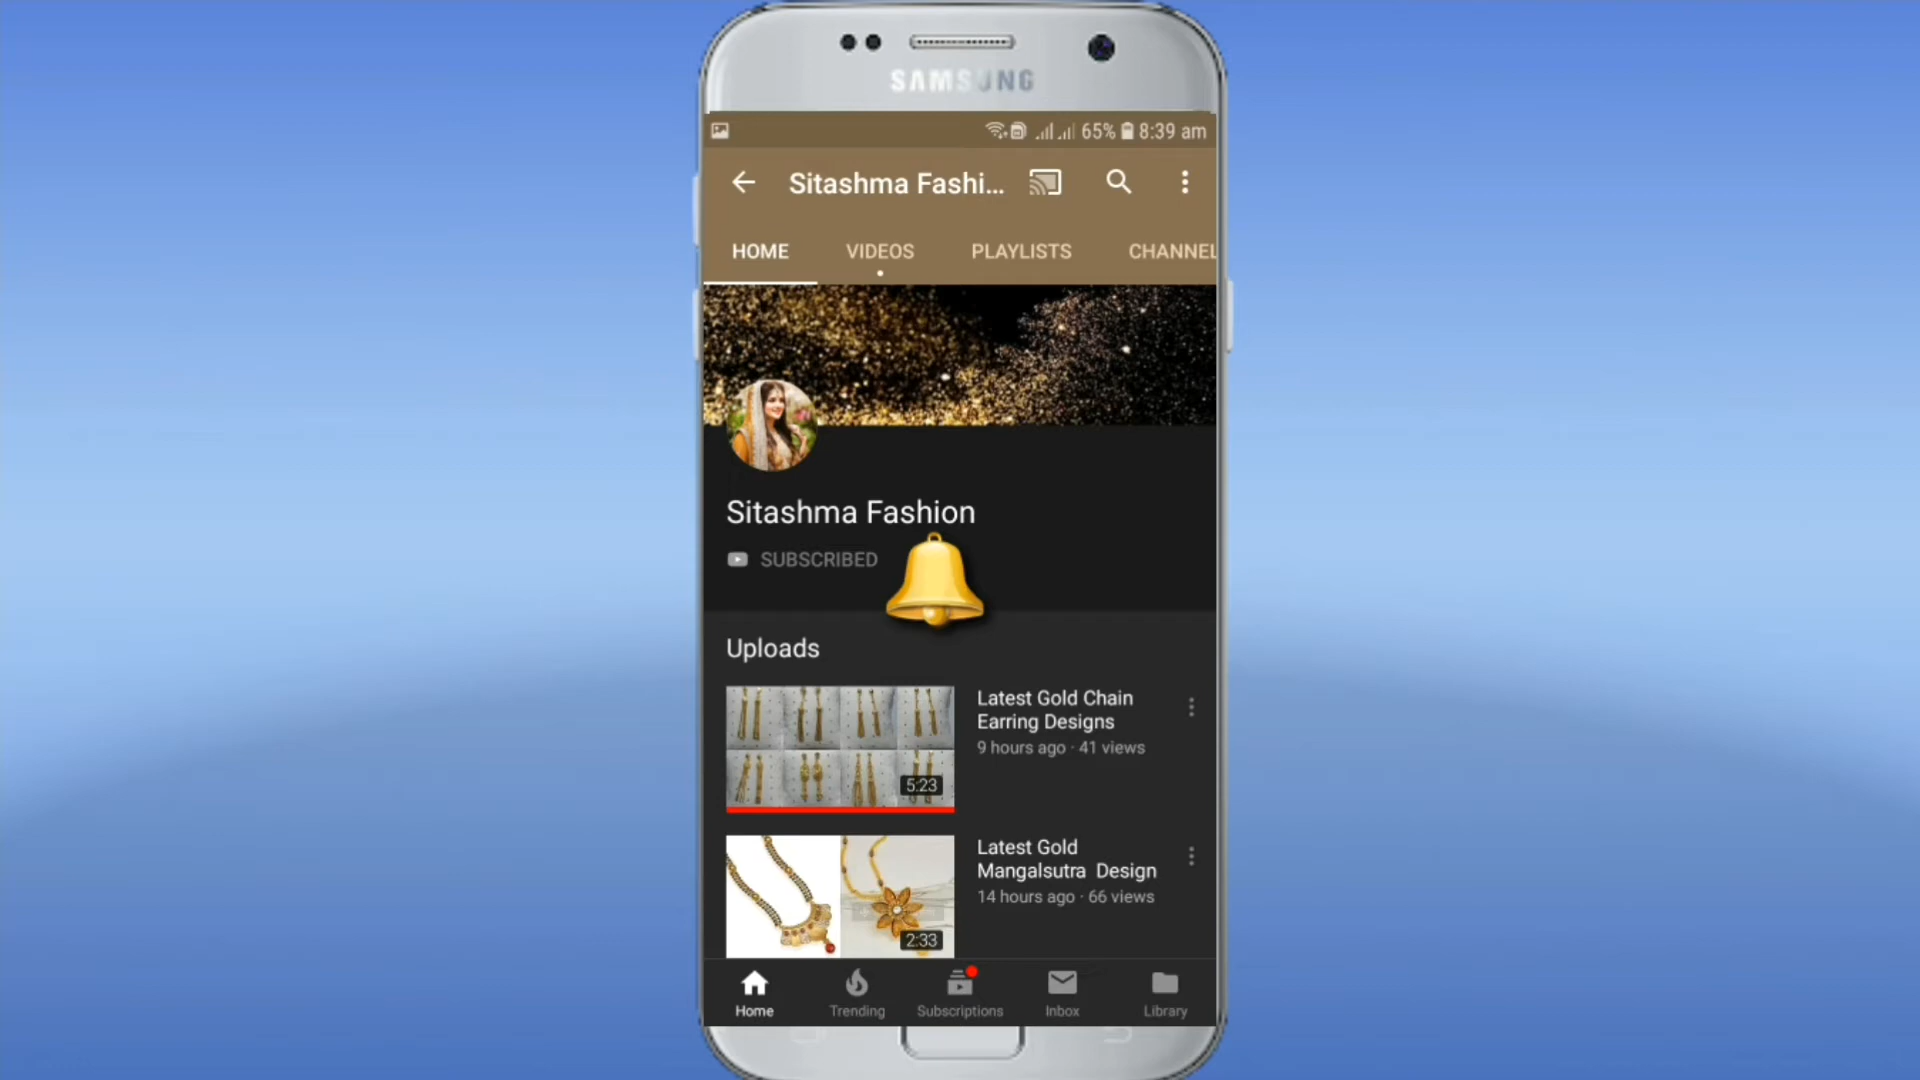 SAMSUNG
65% 8:39 am
Sitashma Fashi...
HOME VIDEOS PLAYLISTS CHANNEL
Sitashma Fashion
SUBSCRIBED
Uploads
Latest Gold Chain
Earring Designs
9 hours ago · 41 views
5:23
Latest Gold
Mangalsutra Design
14 hours ago · 66 views
2:33
Home Trending Subscriptions Inbox Library